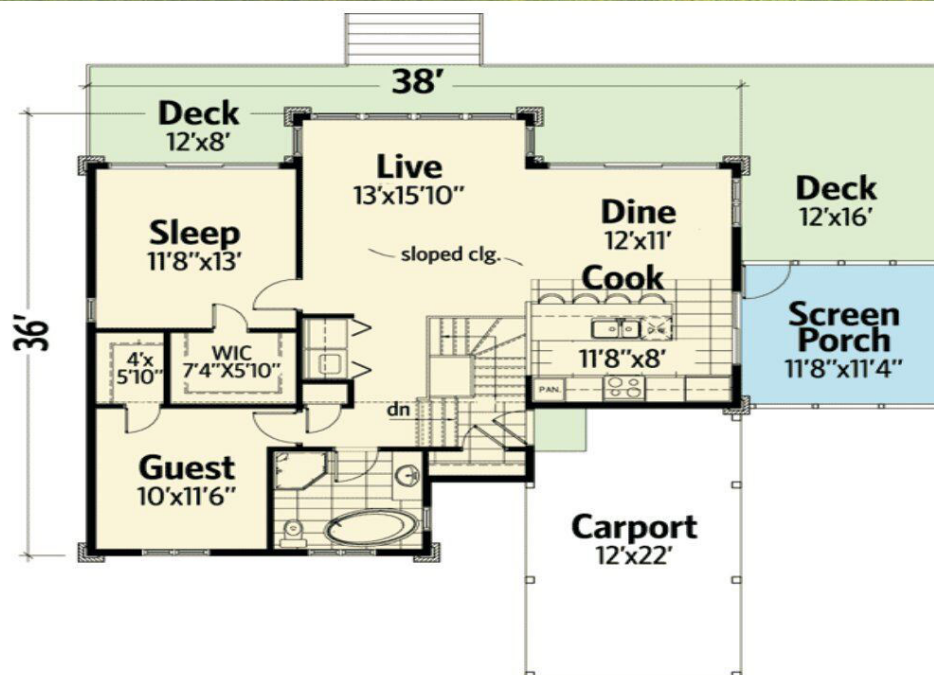 38'
Deck
12'x8'
Live
13'x15'10"
Deck
12'x16'
Dine
12'x11'
Sleep
11'8"x13'
sloped clg.
Cook
36'
Screen
Porch
11'8"x11'4"
4'x
5'10"
WIC
7'4"X5'10"
11'8"x8'
PAN.
dn
Guest
10'x11'6"
Carport
12'x22'